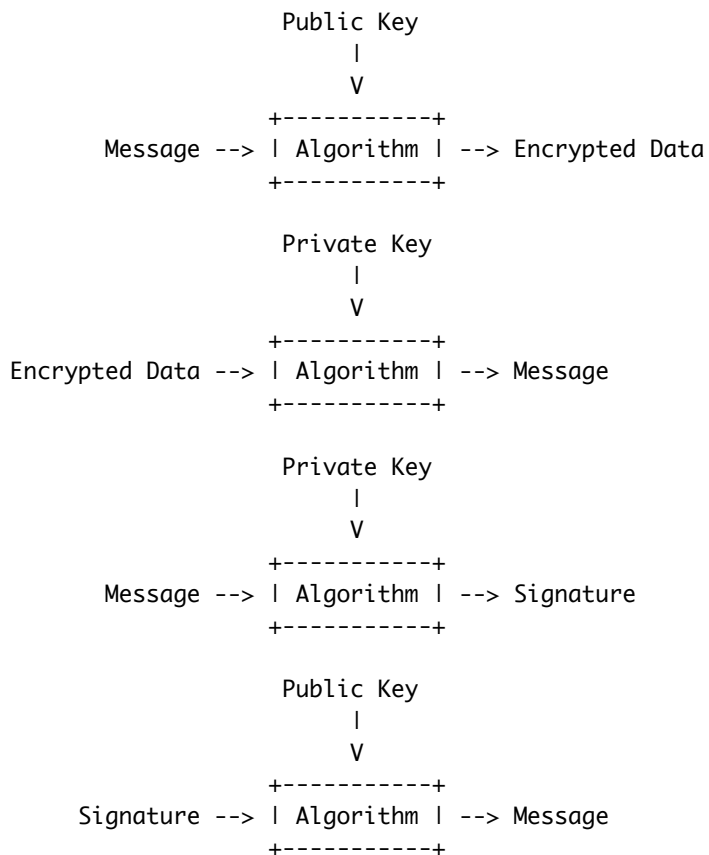 Public Key
|
V
+-----------+
Message --> | Algorithm | --> Encrypted Data
+-----------+
Private Key
|
V
+-----------+
Encrypted Data --> | Algorithm | --> Message
+-----------+
Private Key
|
V
+-----------+
Message --> | Algorithm | --> Signature
+-----------+
Public Key
|
V
+-----------+
Signature --> | Algorithm | --> Message
+-----------+